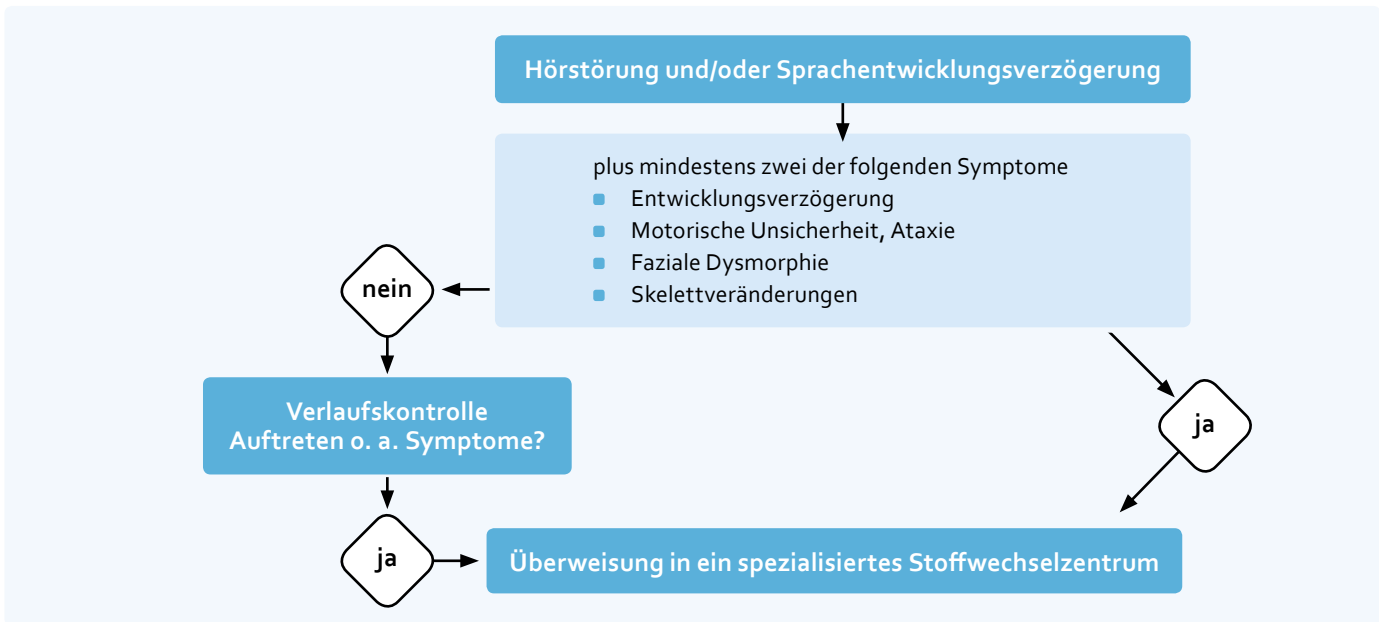 Hörstörung und/oder Sprachentwicklungsverzögerung
plus mindestens zwei der folgenden Symptome
Entwicklungsverzögerung
Motorische Unsicherheit, Ataxie
Faziale Dysmorphie
Skelettveränderungen
nein
ja
Verlaufskontrolle
Auftreten o. a. Symptome?
ja
Überweisung in ein spezialisiertes Stoffwechselzentrum